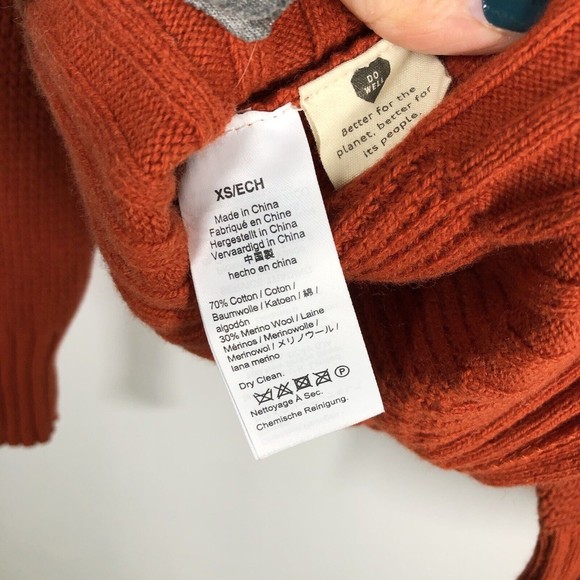 DO
WELL
Better for the
planet, better for
its people.
XS/ECH
Made in China
Fabriqué en Chine
Hergestellt in China
Vervaardigd in China
中国製
hecho en china
70% Cotton / Coton /
Baumwolle / Katoen / 綿 /
algodón
30% Merino Wool / Laine
Mérinos / Merinowolle /
Merinowol / メリノウール /
lana merino
Dry Clean.
P
Nettoyage À Sec.
Chemische Reinigung.